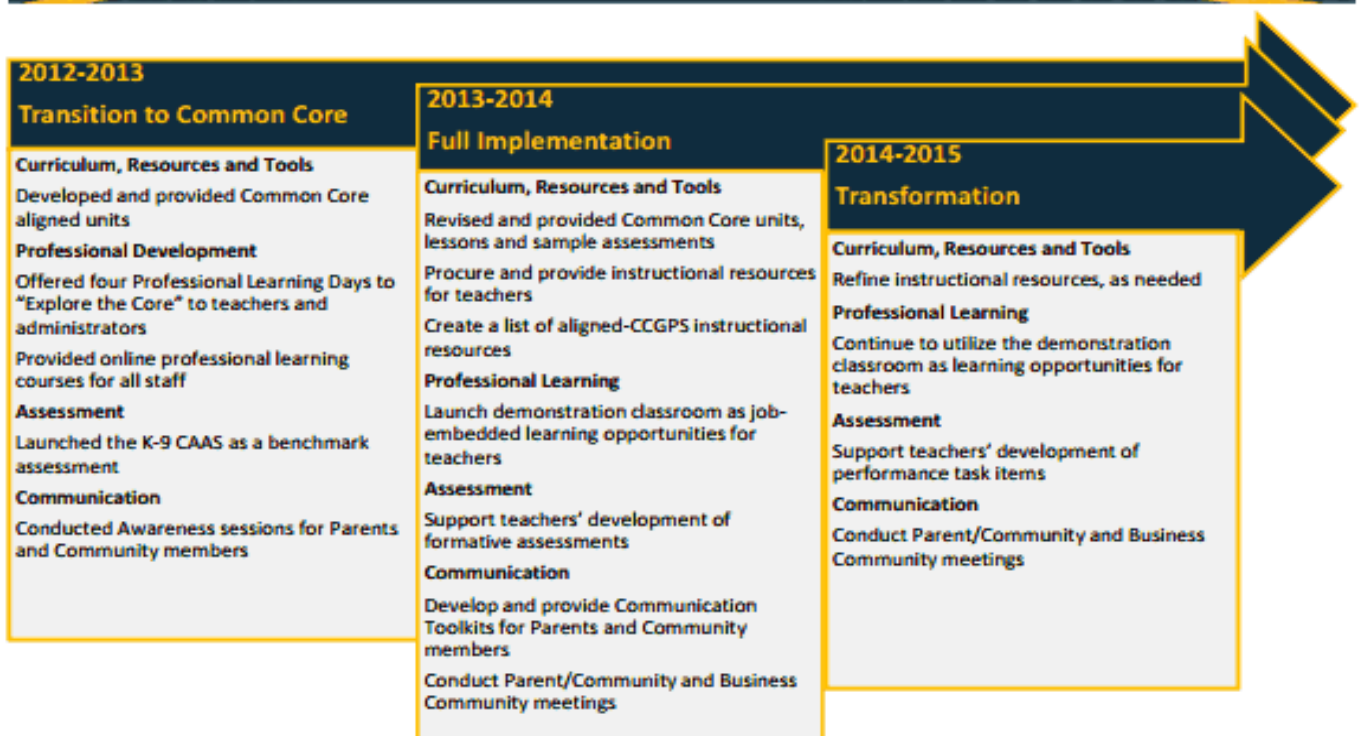 2012-2013
Transition to Common Core
Curriculum, Resources and Tools
Developed and provided Common Core
aligned units
Professional Development
Offered four Professional Learning Days to
"Explore the Core" to teachers and
administrators
Provided online professional learning
courses for all staff
Assessment
Launched the K-9 CAAS as a benchmark
assessment
Communication
Conducted Awareness sessions for Parents
and Community members
2013-2014
Full Implementation
Curriculum, Resources and Tools
Revised and provided Common Core units,
lessons and sample assessments
Procure and provide instructional resources
for teachers
Create a list of aligned-CCGPS instructional
resources
Professional Learning
Launch demonstration classroom as job-
embedded learning opportunities for
teachers
Assessment
Support teachers' development of
formative assessments
Communication
Develop and provide Communication
Toolkits for Parents and Community
members
Conduct Parent/Community and Business
Community meetings
2014-2015
Transformation
Curriculum, Resources and Tools
Refine instructional resources, as needed
Professional Learning
Continue to utilize the demonstration
classroom as learning opportunities for
teachers
Assessment
Support teachers' development of
performance task items
Communication
Conduct Parent/Community and Business
Community meetings